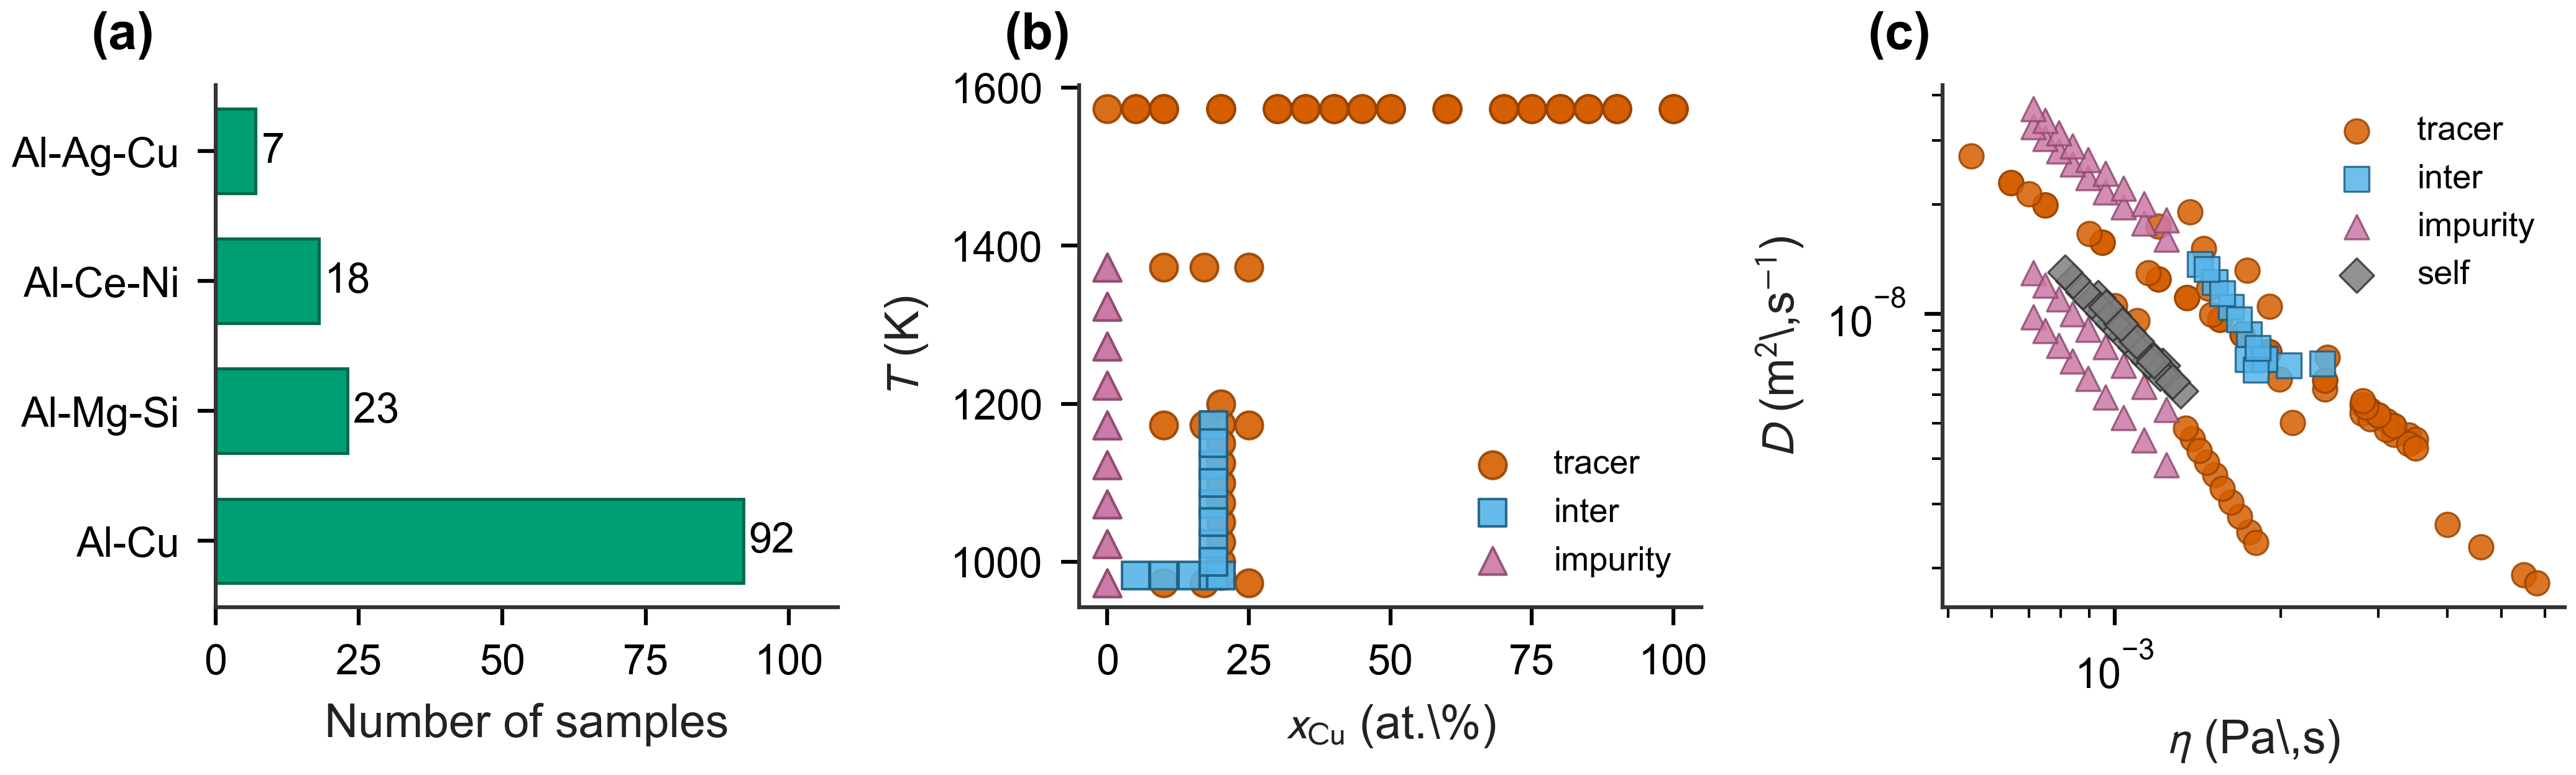 (a)
Al-Ag-Cu
7
Al-Ce-Ni
18
Al-Mg-Si
23
Al-Cu
92
0 25 50 75 100
Number of samples
(b)
1600
1400
1200
1000
T (K)
tracer
inter
impurity
0 25 50 75 100
x_Cu (at.\%)
(c)
10⁻⁸
D (m²\,s⁻¹)
tracer
inter
impurity
self
10⁻³
η (Pa\,s)